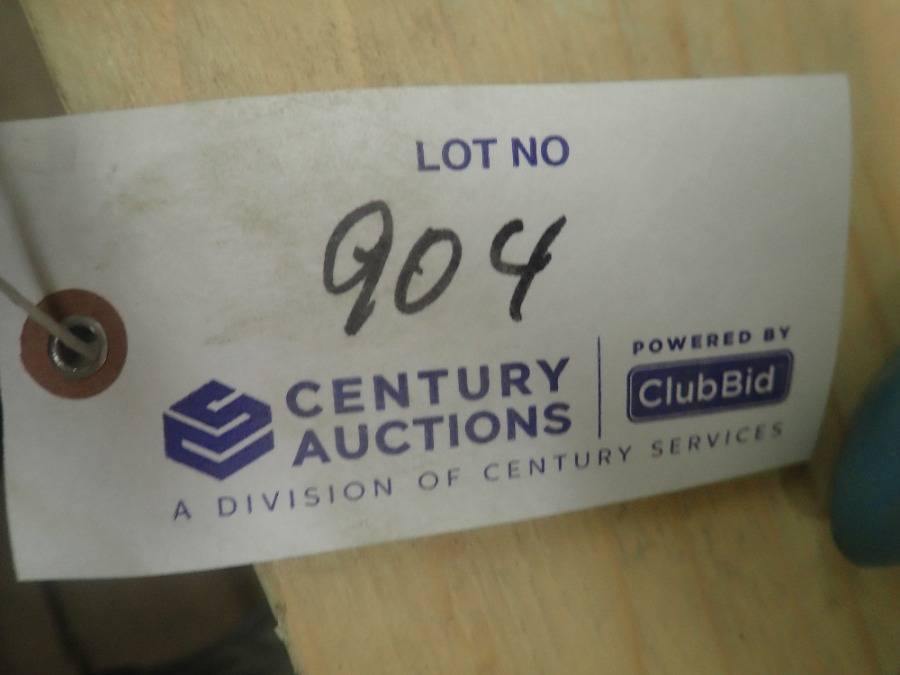 LOT NO
904
CENTURY
AUCTIONS
POWERED BY
ClubBid
A DIVISION OF CENTURY SERVICES